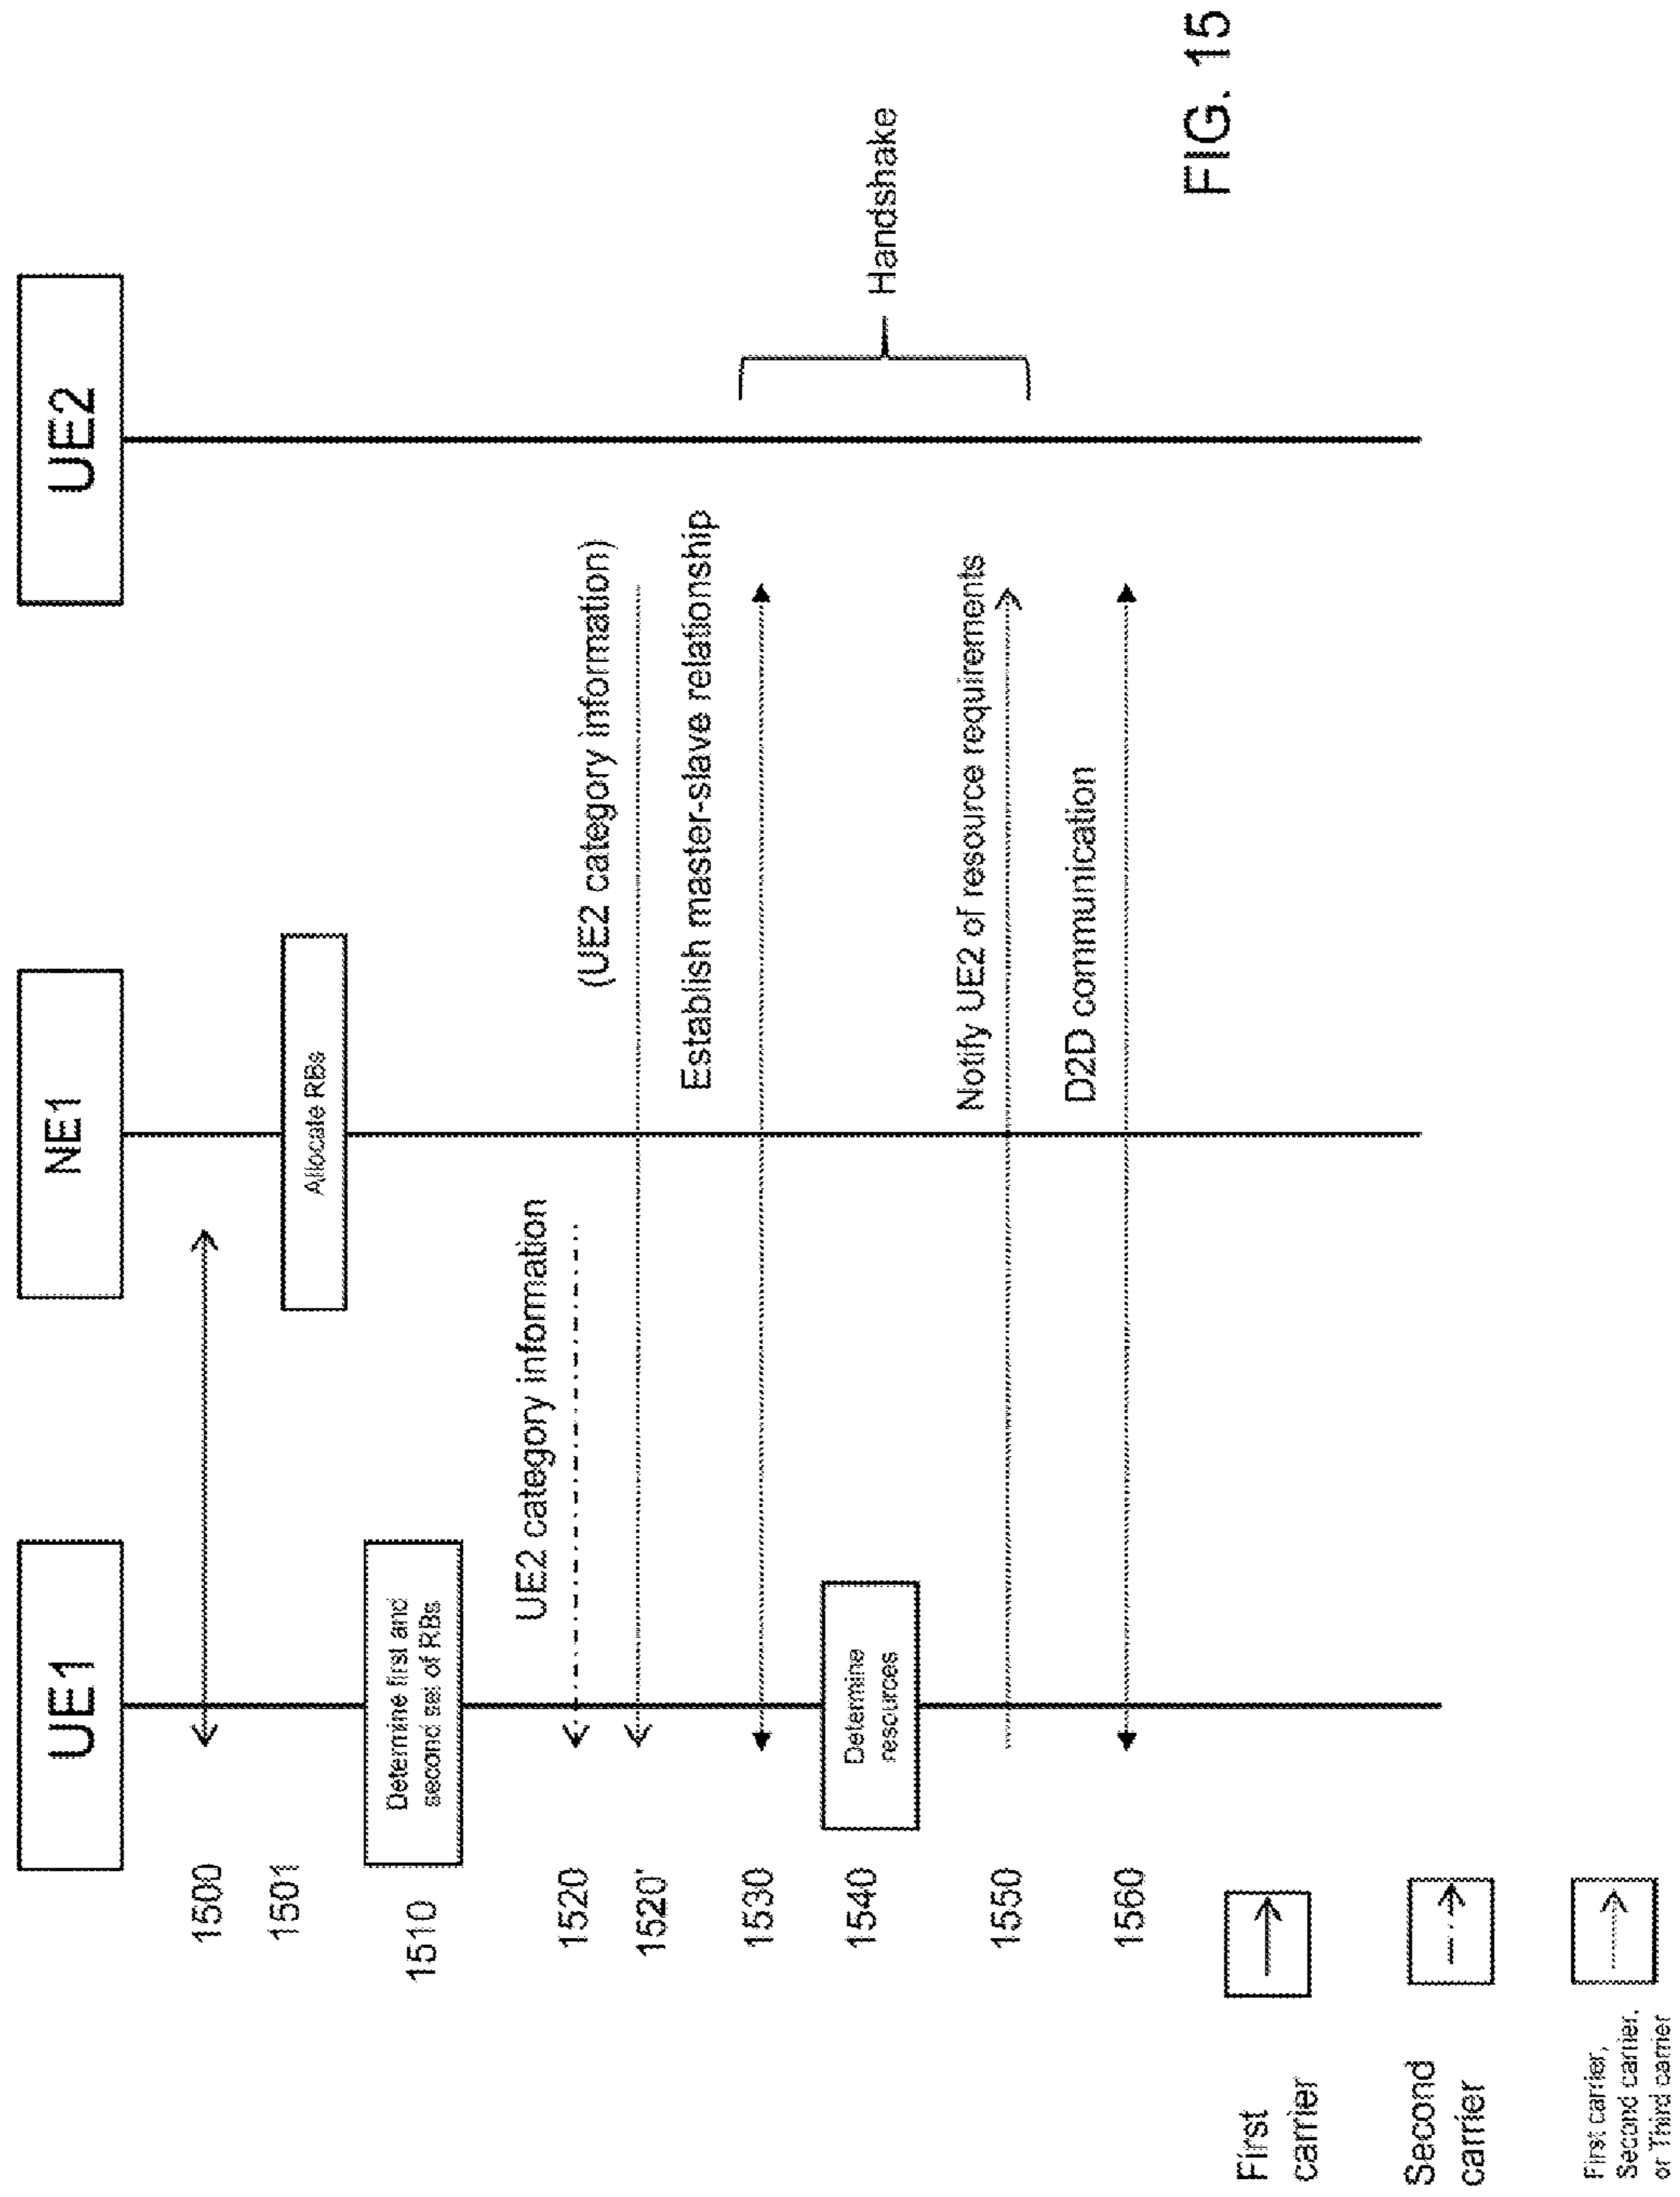 UE1
NE1
UE2
1500
1501
Allocate RBs
1510
Determine first and
second set of RBs
1520
UE2 category information
1520'
(UE2 category information)
1530
Establish master-slave relationship
1540
Determine
resources
Handshake
1550
Notify UE2 of resource requirements
1560
D2D communication
First
carrier
Second
carrier
First carrier,
Second carrier,
or Third carrier
FIG. 15